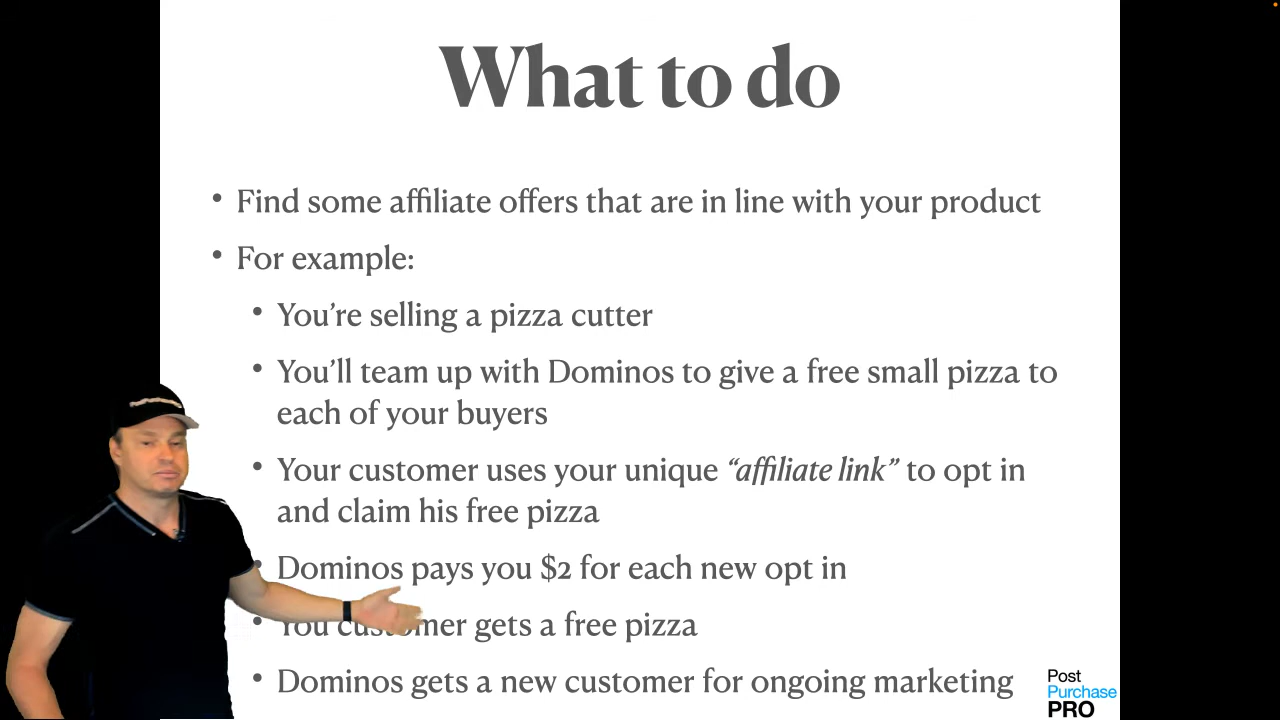 What to do
• Find some affiliate offers that are in line with your product
• For example:
• You’re selling a pizza cutter
• You’ll team up with Dominos to give a free small pizza to
each of your buyers
• Your customer uses your unique “affiliate link” to opt in
and claim his free pizza
• Dominos pays you $2 for each new opt in
• You customer gets a free pizza
• Dominos gets a new customer for ongoing marketing
Post
Purchase
PRO